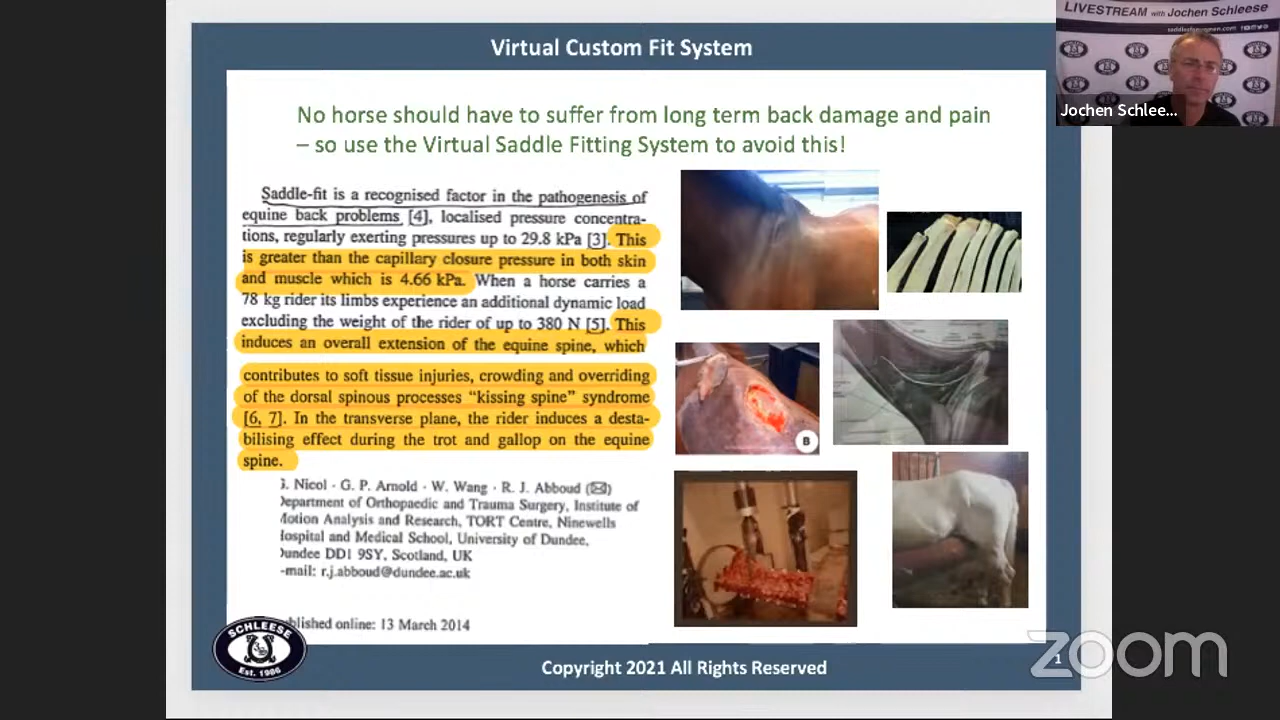 Virtual Custom Fit System
LIVESTREAM with Jochen Schleese
saddlesforwomen.com
Jochen Schlee...
No horse should have to suffer from long term back damage and pain
– so use the Virtual Saddle Fitting System to avoid this!
Saddle-fit is a recognised factor in the pathogenesis of
equine back problems [4], localised pressure concentra-
tions, regularly exerting pressures up to 29.8 kPa [3]. This
is greater than the capillary closure pressure in both skin
and muscle which is 4.66 kPa. When a horse carries a
78 kg rider its limbs experience an additional dynamic load
excluding the weight of the rider of up to 380 N [5]. This
induces an overall extension of the equine spine, which
contributes to soft tissue injuries, crowding and overriding
of the dorsal spinous processes “kissing spine” syndrome
[6, 7]. In the transverse plane, the rider induces a desta-
bilising effect during the trot and gallop on the equine
spine.
B
. Nicol · G. P. Arnold · W. Wang · R. J. Abboud (✉)
epartment of Orthopaedic and Trauma Surgery, Institute of
otion Analysis and Research, TORT Centre, Ninewells
ospital and Medical School, University of Dundee,
undee DD1 9SY, Scotland, UK
-mail: r.j.abboud@dundee.ac.uk
blished online: 13 March 2014
SCHLEESE
Est. 1986
Copyright 2021 All Rights Reserved
1
zoom